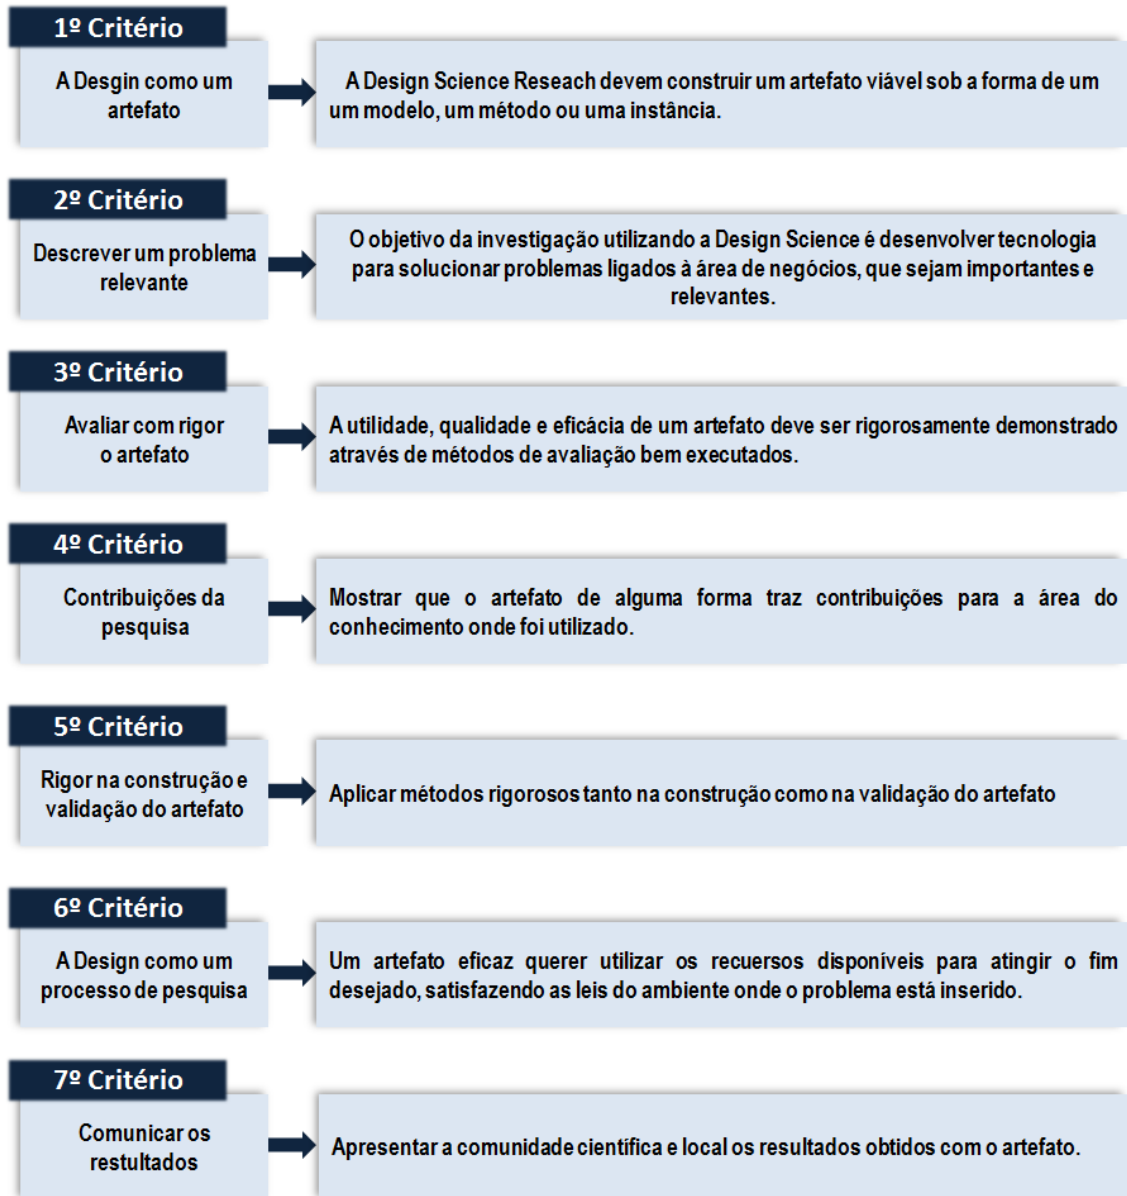 1º Critério
A Desgin como um
artefato
A Design Science Reseach devem construir um artefato viável sob a forma de um
um modelo, um método ou uma instância.
2º Critério
Descrever um problema
relevante
O objetivo da investigação utilizando a Design Science é desenvolver tecnologia
para solucionar problemas ligados à área de negócios, que sejam importantes e
relevantes.
3º Critério
Avaliar com rigor
o artefato
A utilidade, qualidade e eficácia de um artefato deve ser rigorosamente demonstrado
através de métodos de avaliação bem executados.
4º Critério
Contribuições da
pesquisa
Mostrar que o artefato de alguma forma traz contribuições para a área do
conhecimento onde foi utilizado.
5º Critério
Rigor na construção e
validação do artefato
Aplicar métodos rigorosos tanto na construção como na validação do artefato
6º Critério
A Design como um
processo de pesquisa
Um artefato eficaz querer utilizar os recuersos disponíveis para atingir o fim
desejado, satisfazendo as leis do ambiente onde o problema está inserido.
7º Critério
Comunicar os
restultados
Apresentar a comunidade científica e local os resultados obtidos com o artefato.